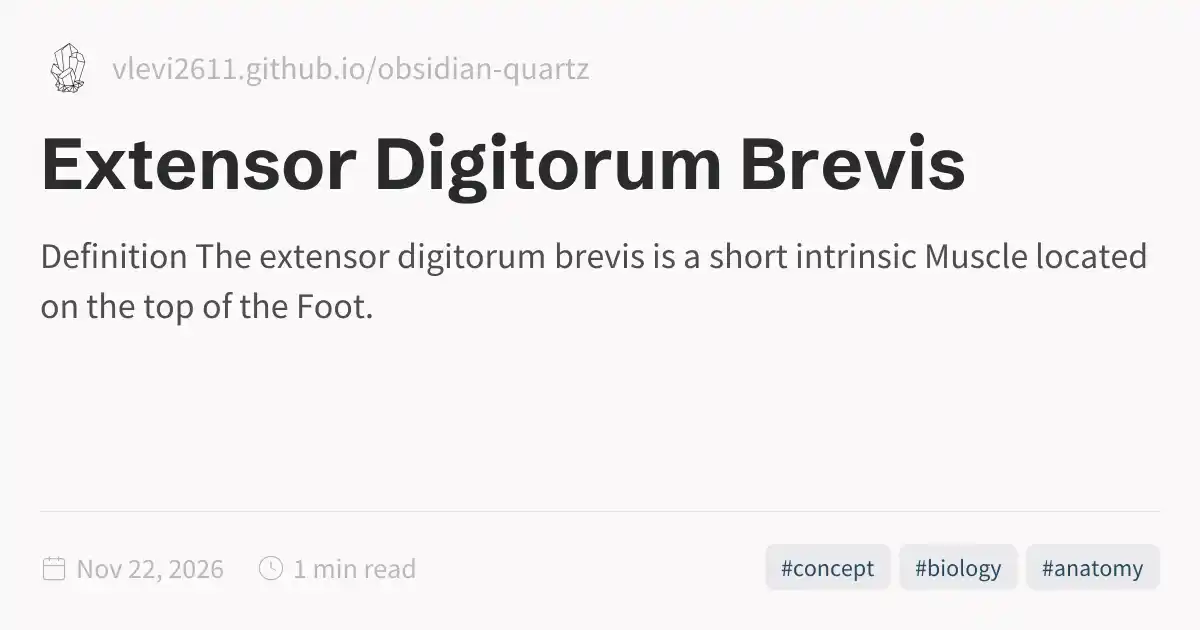 vlevi2611.github.io/obsidian-quartz
Extensor Digitorum Brevis
Definition The extensor digitorum brevis is a short intrinsic Muscle located
on the top of the Foot.
Nov 22, 2026 1 min read #concept #biology #anatomy